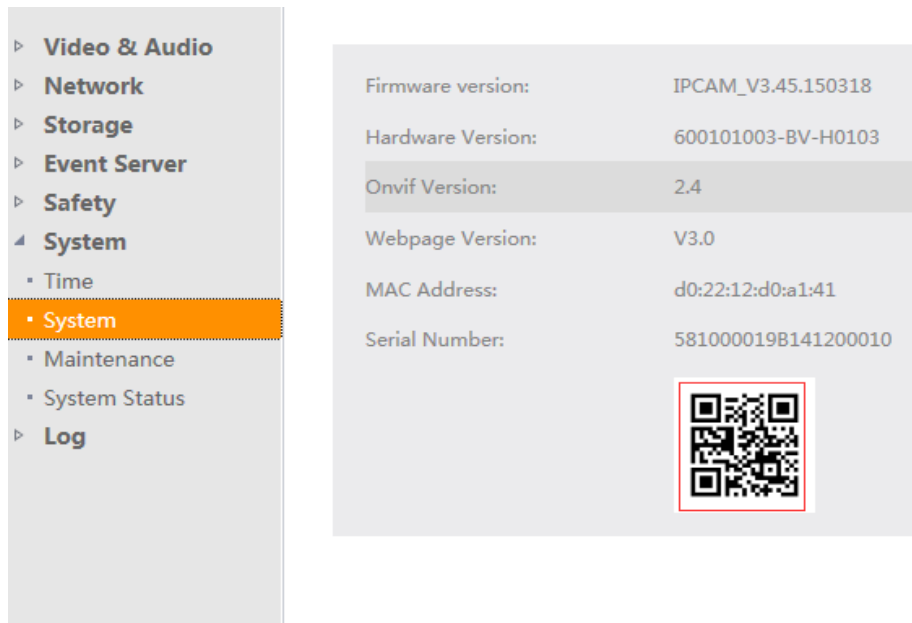 Video & Audio
Network
Storage
Event Server
Safety
System
Time
System
Maintenance
System Status
Log
Firmware version: IPCAM_V3.45.150318
Hardware Version: 600101003-BV-H0103
Onvif Version: 2.4
Webpage Version: V3.0
MAC Address: d0:22:12:d0:a1:41
Serial Number: 581000019B141200010